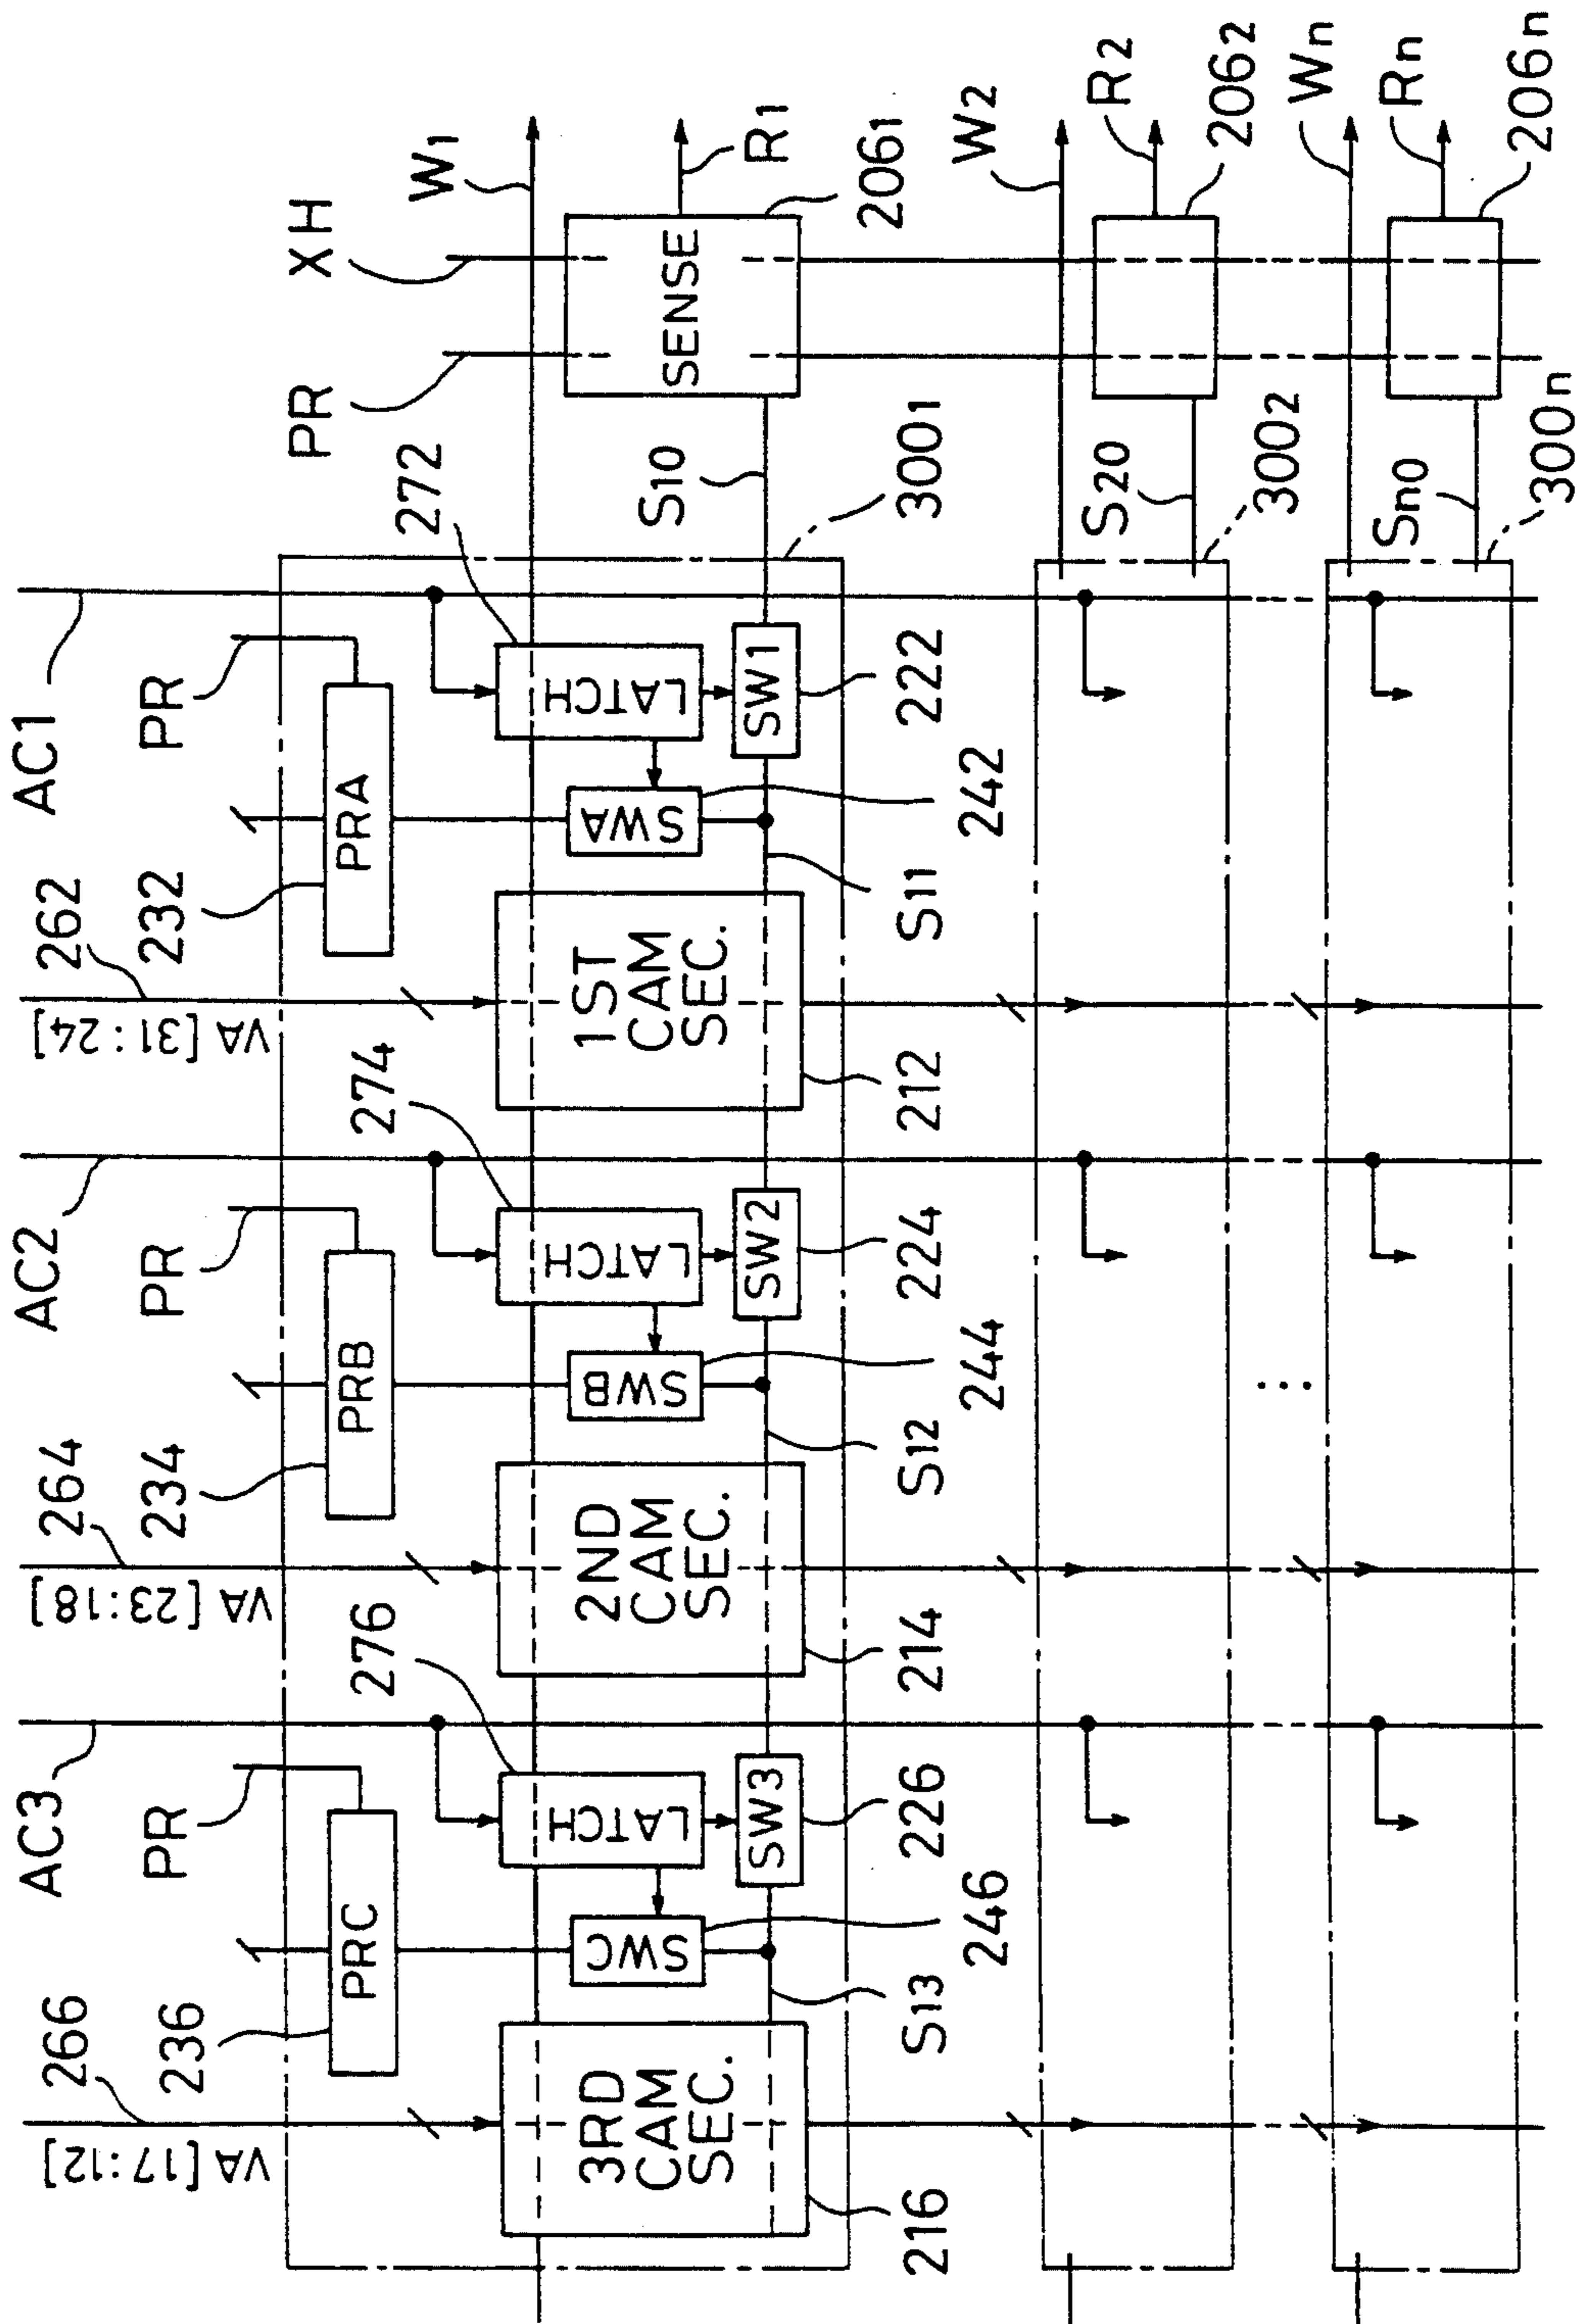 AC3
AC2
AC1
266
264
262
VA [17:12]
VA [23:18]
VA [31:24]
236
PR
234
PR
232
PR
PRC
PRB
PRA
PR
XH
276
274
272
W1
3RD
CAM
SEC.
SWC
LATCH
SW3
2ND
CAM
SEC.
SWB
LATCH
SW2
1ST
CAM
SEC.
SWA
LATCH
SW1
SENSE
S10
R1
216
S13
246
226
214
S12
244
224
212
S11
242
222
3001
2061
W2
R2
S20
3002
2062
...
Wn
Rn
Sn0
300n
206n